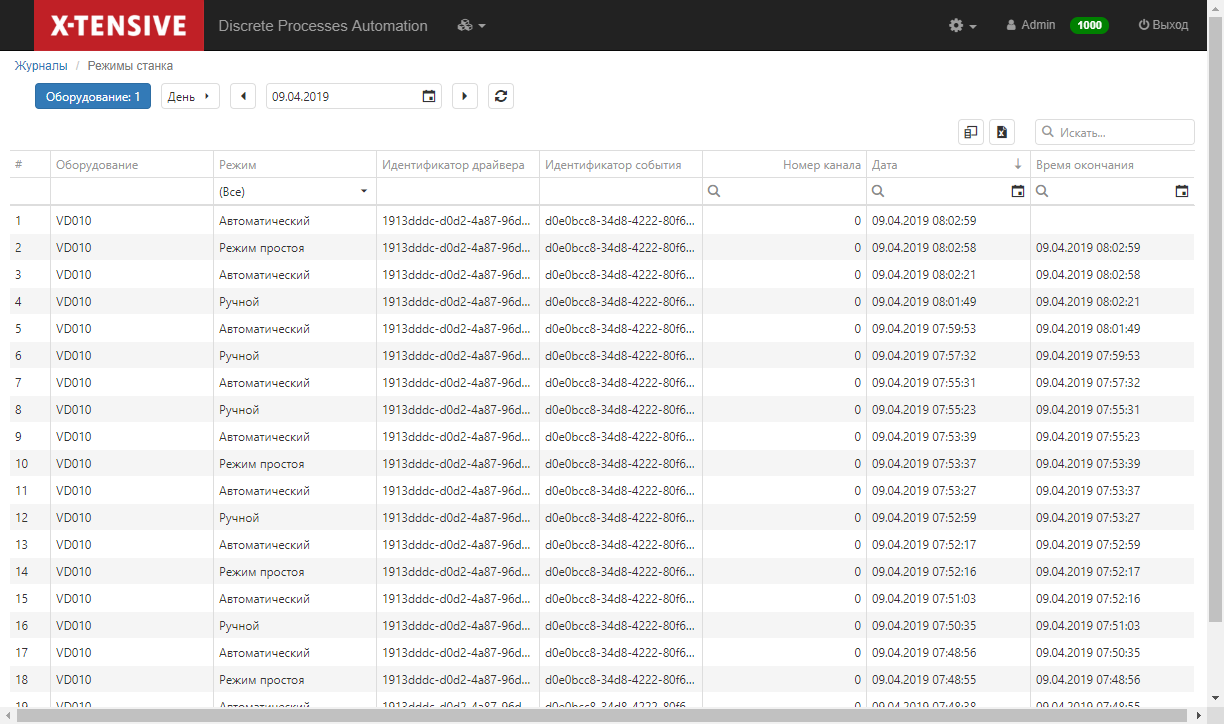 X-TENSIVE Discrete Processes Automation Admin 1000 Выход
Журналы / Режимы станка
Оборудование: 1 День 09.04.2019
Искать...
# Оборудование Режим Идентификатор драйвера Идентификатор события Номер канала Дата Время окончания
(Все)
1 VD010 Автоматический 1913dddc-d0d2-4a87-96d... d0e0bcc8-34d8-4222-80f6... 0 09.04.2019 08:02:59
2 VD010 Режим простоя 1913dddc-d0d2-4a87-96d... d0e0bcc8-34d8-4222-80f6... 0 09.04.2019 08:02:58 09.04.2019 08:02:59
3 VD010 Автоматический 1913dddc-d0d2-4a87-96d... d0e0bcc8-34d8-4222-80f6... 0 09.04.2019 08:02:21 09.04.2019 08:02:58
4 VD010 Ручной 1913dddc-d0d2-4a87-96d... d0e0bcc8-34d8-4222-80f6... 0 09.04.2019 08:01:49 09.04.2019 08:02:21
5 VD010 Автоматический 1913dddc-d0d2-4a87-96d... d0e0bcc8-34d8-4222-80f6... 0 09.04.2019 07:59:53 09.04.2019 08:01:49
6 VD010 Ручной 1913dddc-d0d2-4a87-96d... d0e0bcc8-34d8-4222-80f6... 0 09.04.2019 07:57:32 09.04.2019 07:59:53
7 VD010 Автоматический 1913dddc-d0d2-4a87-96d... d0e0bcc8-34d8-4222-80f6... 0 09.04.2019 07:55:31 09.04.2019 07:57:32
8 VD010 Ручной 1913dddc-d0d2-4a87-96d... d0e0bcc8-34d8-4222-80f6... 0 09.04.2019 07:55:23 09.04.2019 07:55:31
9 VD010 Автоматический 1913dddc-d0d2-4a87-96d... d0e0bcc8-34d8-4222-80f6... 0 09.04.2019 07:53:39 09.04.2019 07:55:23
10 VD010 Режим простоя 1913dddc-d0d2-4a87-96d... d0e0bcc8-34d8-4222-80f6... 0 09.04.2019 07:53:37 09.04.2019 07:53:39
11 VD010 Автоматический 1913dddc-d0d2-4a87-96d... d0e0bcc8-34d8-4222-80f6... 0 09.04.2019 07:53:27 09.04.2019 07:53:37
12 VD010 Ручной 1913dddc-d0d2-4a87-96d... d0e0bcc8-34d8-4222-80f6... 0 09.04.2019 07:52:59 09.04.2019 07:53:27
13 VD010 Автоматический 1913dddc-d0d2-4a87-96d... d0e0bcc8-34d8-4222-80f6... 0 09.04.2019 07:52:17 09.04.2019 07:52:59
14 VD010 Режим простоя 1913dddc-d0d2-4a87-96d... d0e0bcc8-34d8-4222-80f6... 0 09.04.2019 07:52:16 09.04.2019 07:52:17
15 VD010 Автоматический 1913dddc-d0d2-4a87-96d... d0e0bcc8-34d8-4222-80f6... 0 09.04.2019 07:51:03 09.04.2019 07:52:16
16 VD010 Ручной 1913dddc-d0d2-4a87-96d... d0e0bcc8-34d8-4222-80f6... 0 09.04.2019 07:50:35 09.04.2019 07:51:03
17 VD010 Автоматический 1913dddc-d0d2-4a87-96d... d0e0bcc8-34d8-4222-80f6... 0 09.04.2019 07:48:56 09.04.2019 07:50:35
18 VD010 Режим простоя 1913dddc-d0d2-4a87-96d... d0e0bcc8-34d8-4222-80f6... 0 09.04.2019 07:48:55 09.04.2019 07:48:56